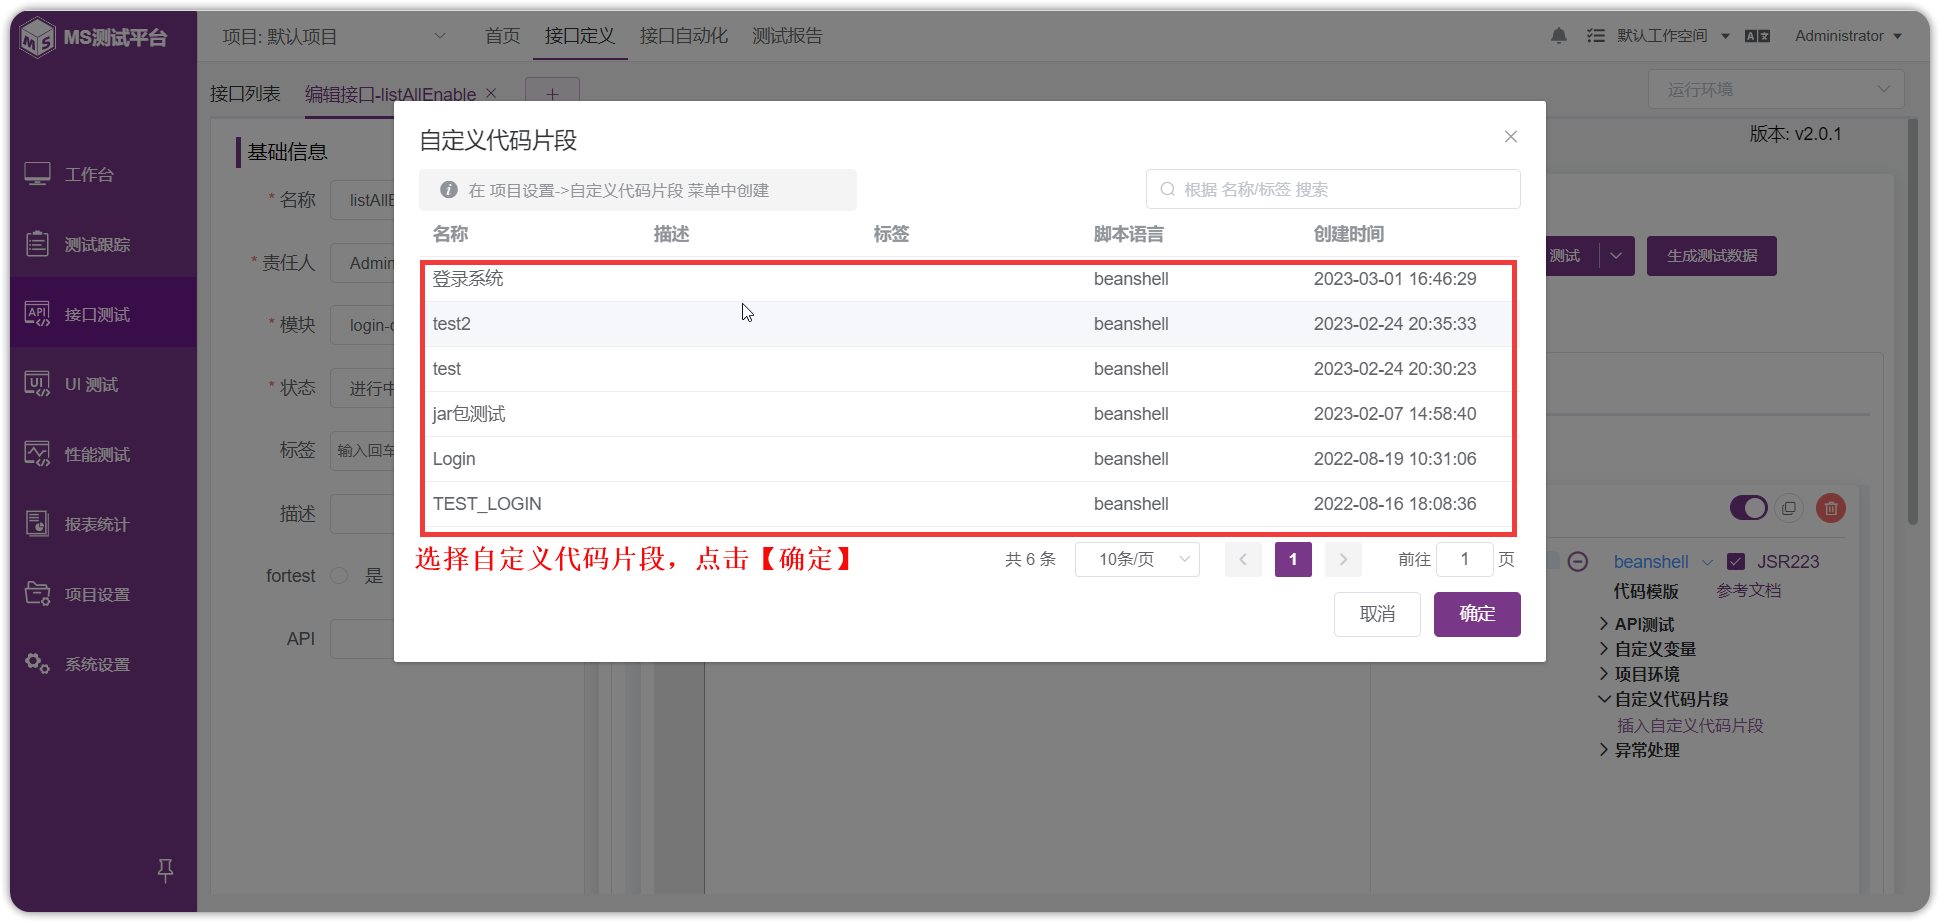 MS测试平台
项目: 默认项目
首页
接口定义
接口自动化
测试报告
默认工作空间
Administrator
接口列表
编辑接口-listAllEnable
运行环境
版本: v2.0.1
工作台
测试跟踪
接口测试
UI 测试
性能测试
报表统计
项目设置
系统设置
基础信息
* 名称
* 责任人
* 模块
* 状态
进行中
标签
输入回车
描述
fortest
是
API
测试
生成测试数据
自定义代码片段
在 项目设置->自定义代码片段 菜单中创建
根据 名称/标签 搜索
名称 描述 标签 脚本语言 创建时间
登录系统 beanshell 2023-03-01 16:46:29
test2 beanshell 2023-02-24 20:35:33
test beanshell 2023-02-24 20:30:23
jar包测试 beanshell 2023-02-07 14:58:40
Login beanshell 2022-08-19 10:31:06
TEST_LOGIN beanshell 2022-08-16 18:08:36
选择自定义代码片段，点击【确定】
共 6 条 10条/页 1 前往 1 页
取消 确定
beanshell JSR223
代码模版 参考文档
API测试
自定义变量
项目环境
自定义代码片段
插入自定义代码片段
异常处理